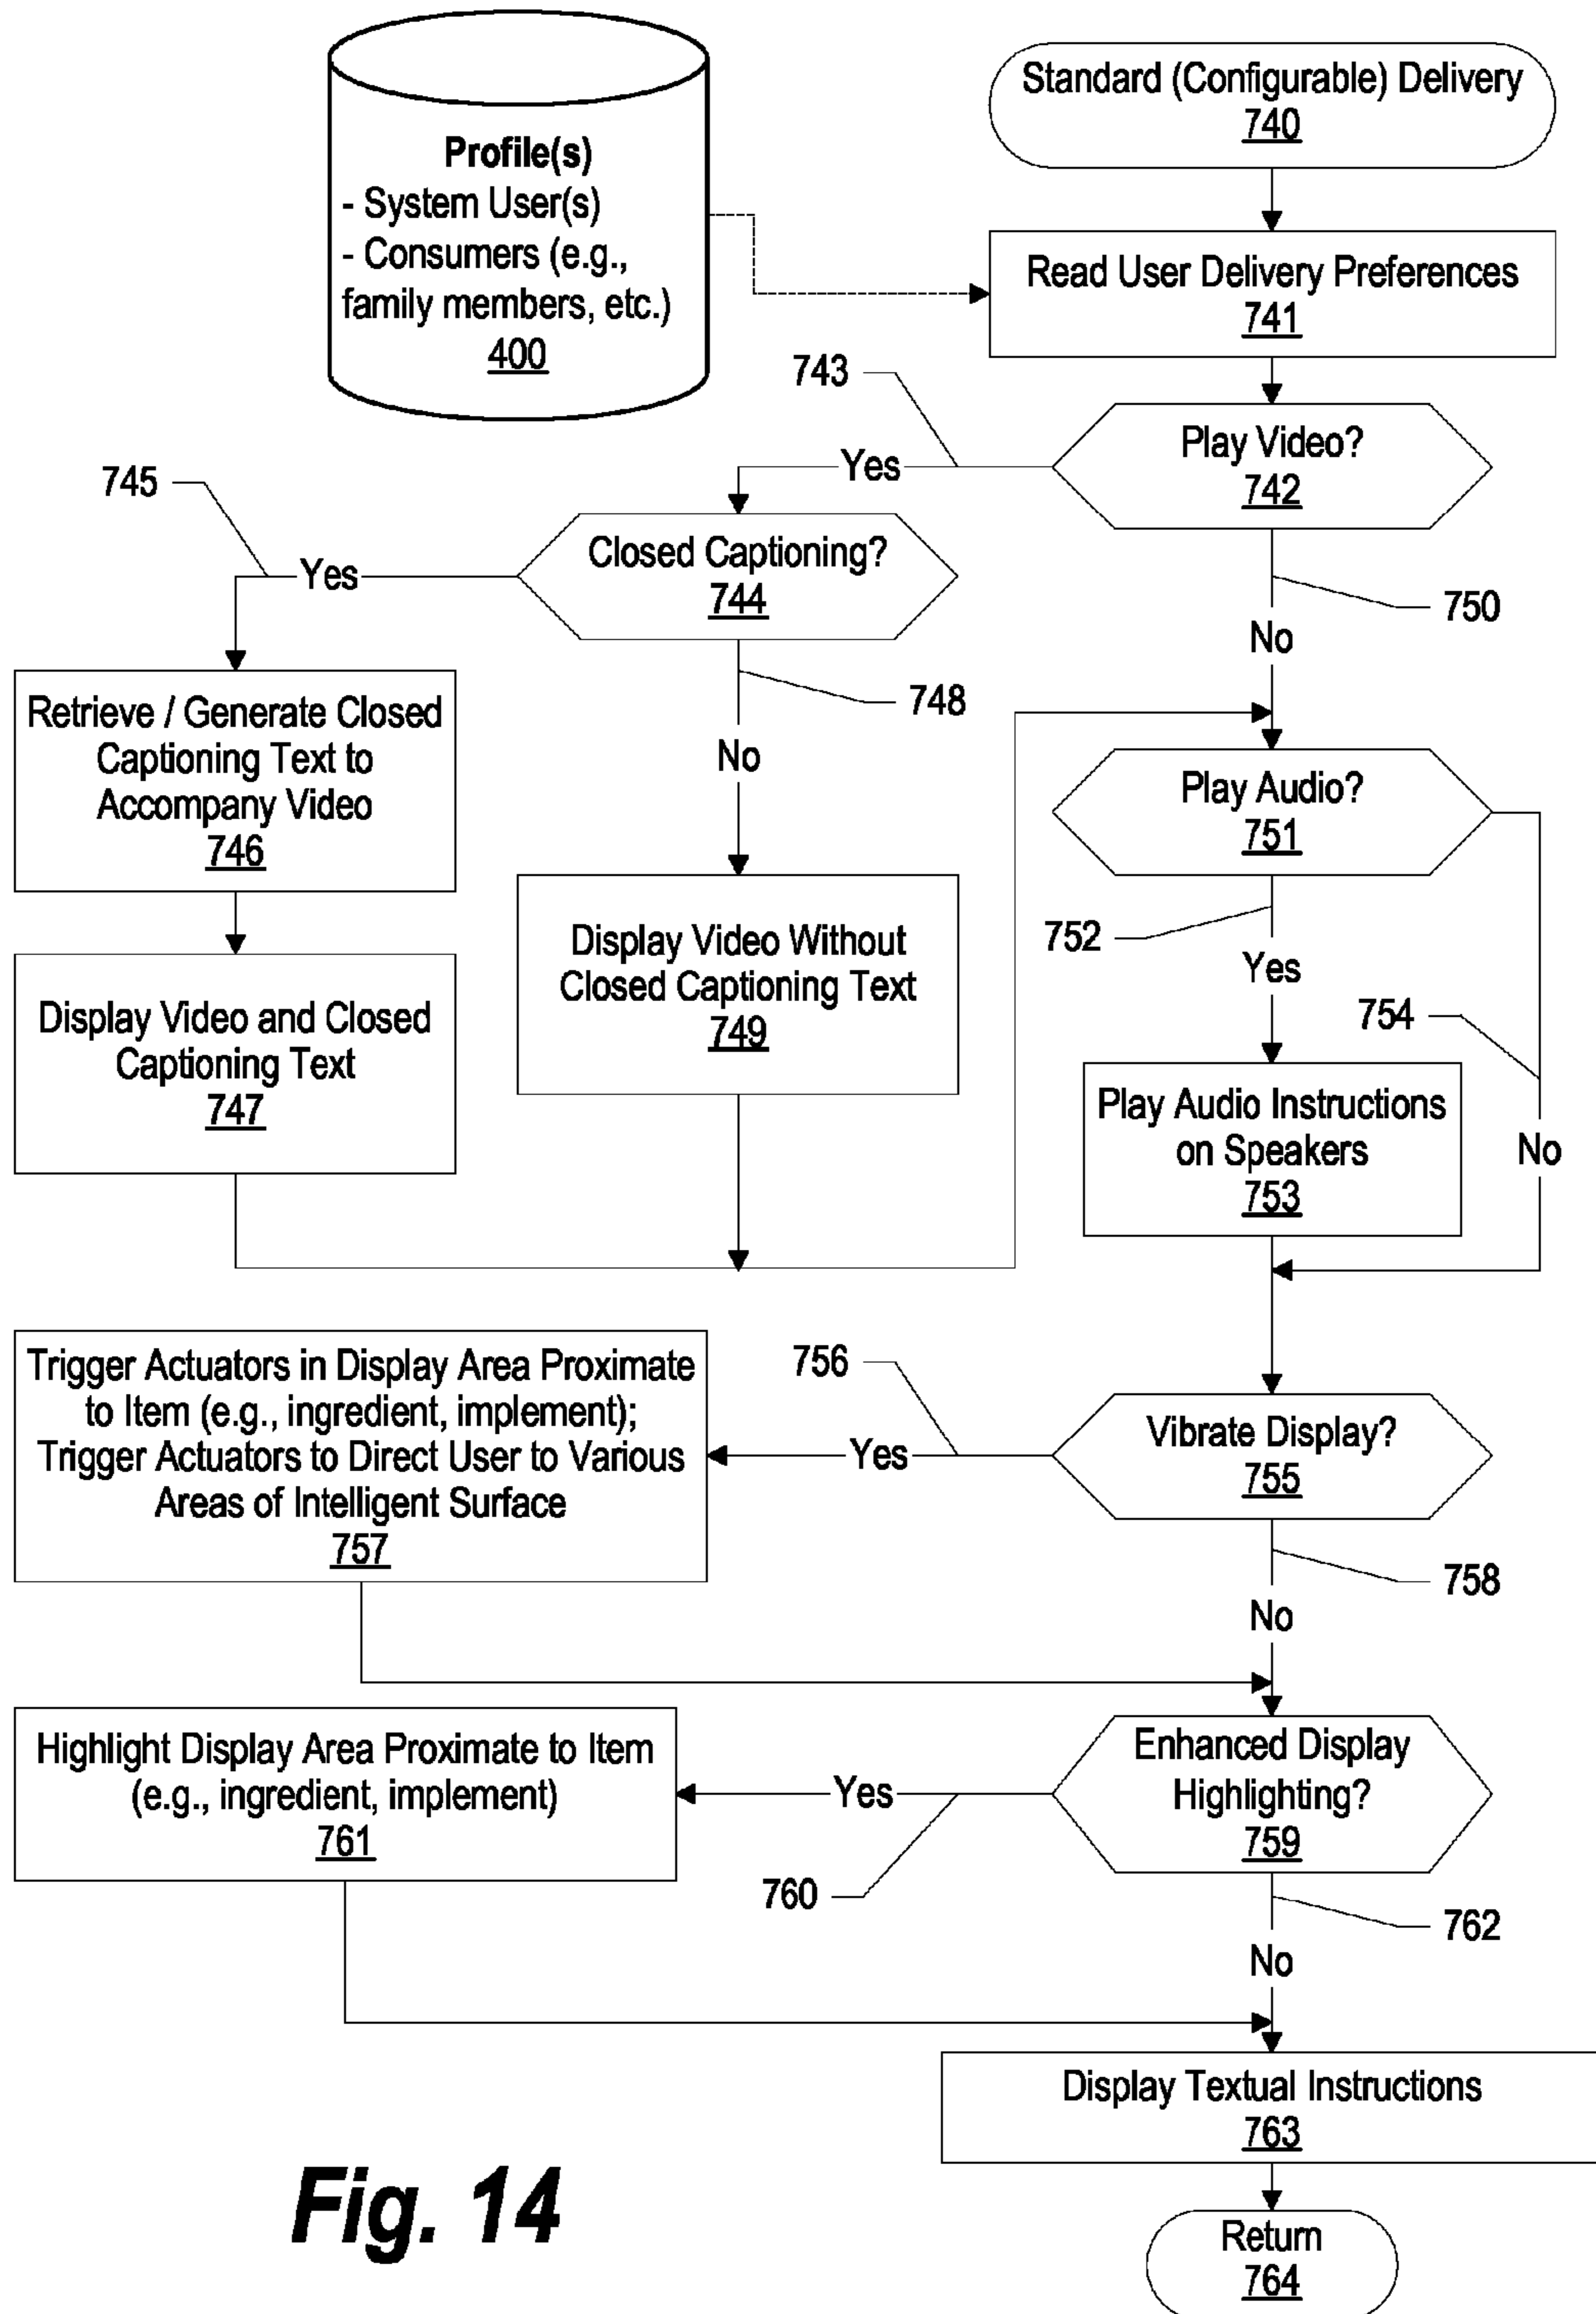 Profile(s)
- System User(s)
- Consumers (e.g.,
family members, etc.)
400
Standard (Configurable) Delivery
740
Read User Delivery Preferences
741
743
Play Video?
742
Yes
745
Closed Captioning?
744
Yes
750
No
748
No
Retrieve / Generate Closed
Captioning Text to
Accompany Video
746
Play Audio?
751
Display Video Without
Closed Captioning Text
749
752
Yes
754
No
Display Video and Closed
Captioning Text
747
Play Audio Instructions
on Speakers
753
Trigger Actuators in Display Area Proximate
to Item (e.g., ingredient, implement);
Trigger Actuators to Direct User to Various
Areas of Intelligent Surface
757
756
Yes
Vibrate Display?
755
758
No
Highlight Display Area Proximate to Item
(e.g., ingredient, implement)
761
Yes
760
Enhanced Display
Highlighting?
759
762
No
Display Textual Instructions
763
Return
764
Fig. 14